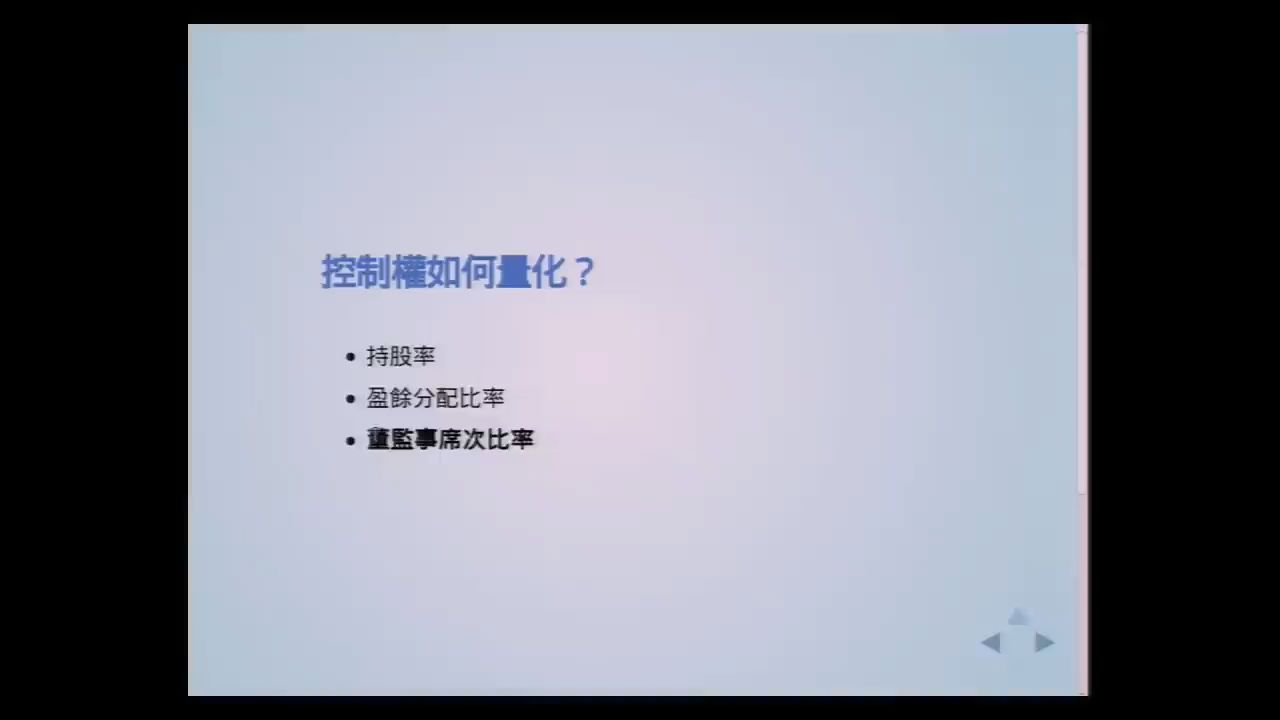 控制權如何量化？
持股率
盈餘分配比率
董監事席次比率